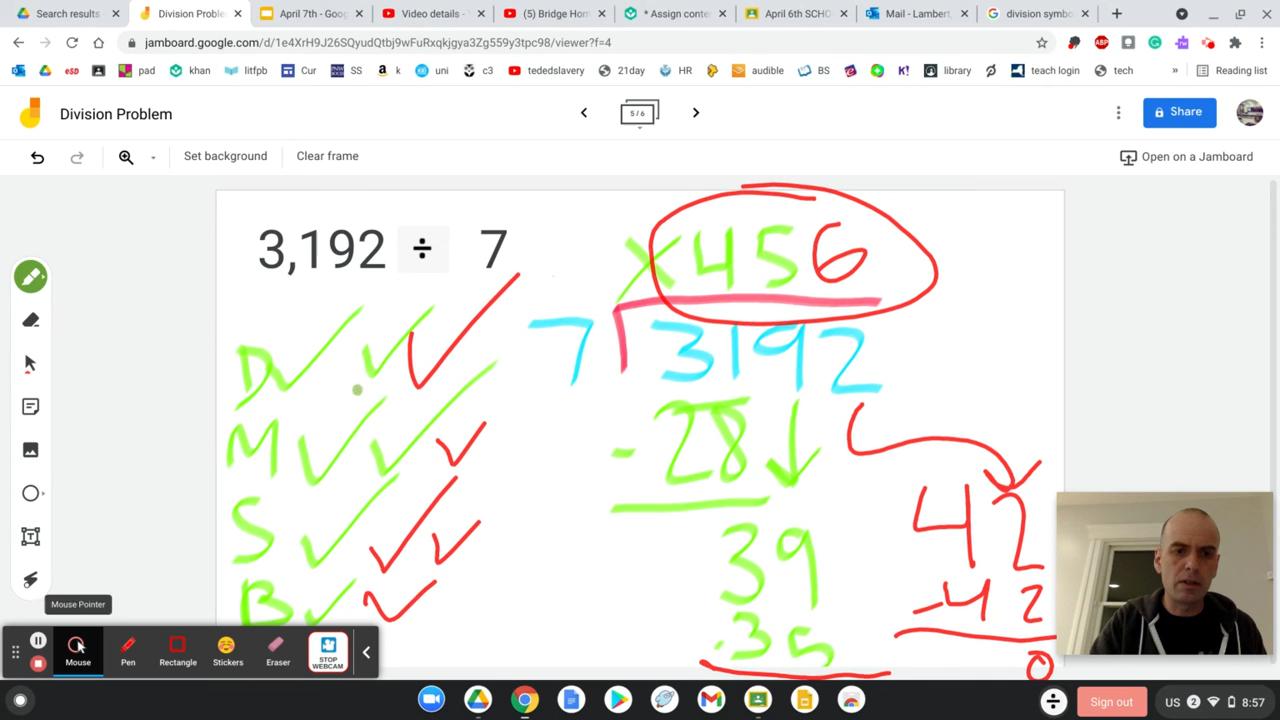 Search results -
Division Proble
April 7th - Goog
Video details - Y
(5) Bridge Hom
* Assign conter
April 6th SCHO
Mail - Lambert,
division symbo
jamboard.google.com/d/1e4XrH9J26SQyudQtbj9wFuRxqkjgya3Zg559y3tpc98/viewer?f=4
eSD
pad
khan
litfpb
Cur
SS
k
uni
c3
tededslavery
21day
HR
audible
BS
K!
library
teach login
tech
»
Reading list
Division Problem
5 / 6
Share
Set background
Clear frame
Open on a Jamboard
3,192 ÷ 7
X456
7 3192
D
M
S
B
-28
39
-35
42
-42
0
Mouse Pointer
Mouse
Pen
Rectangle
Stickers
Eraser
STOP
WEBCAM
Sign out
US 2 8:57